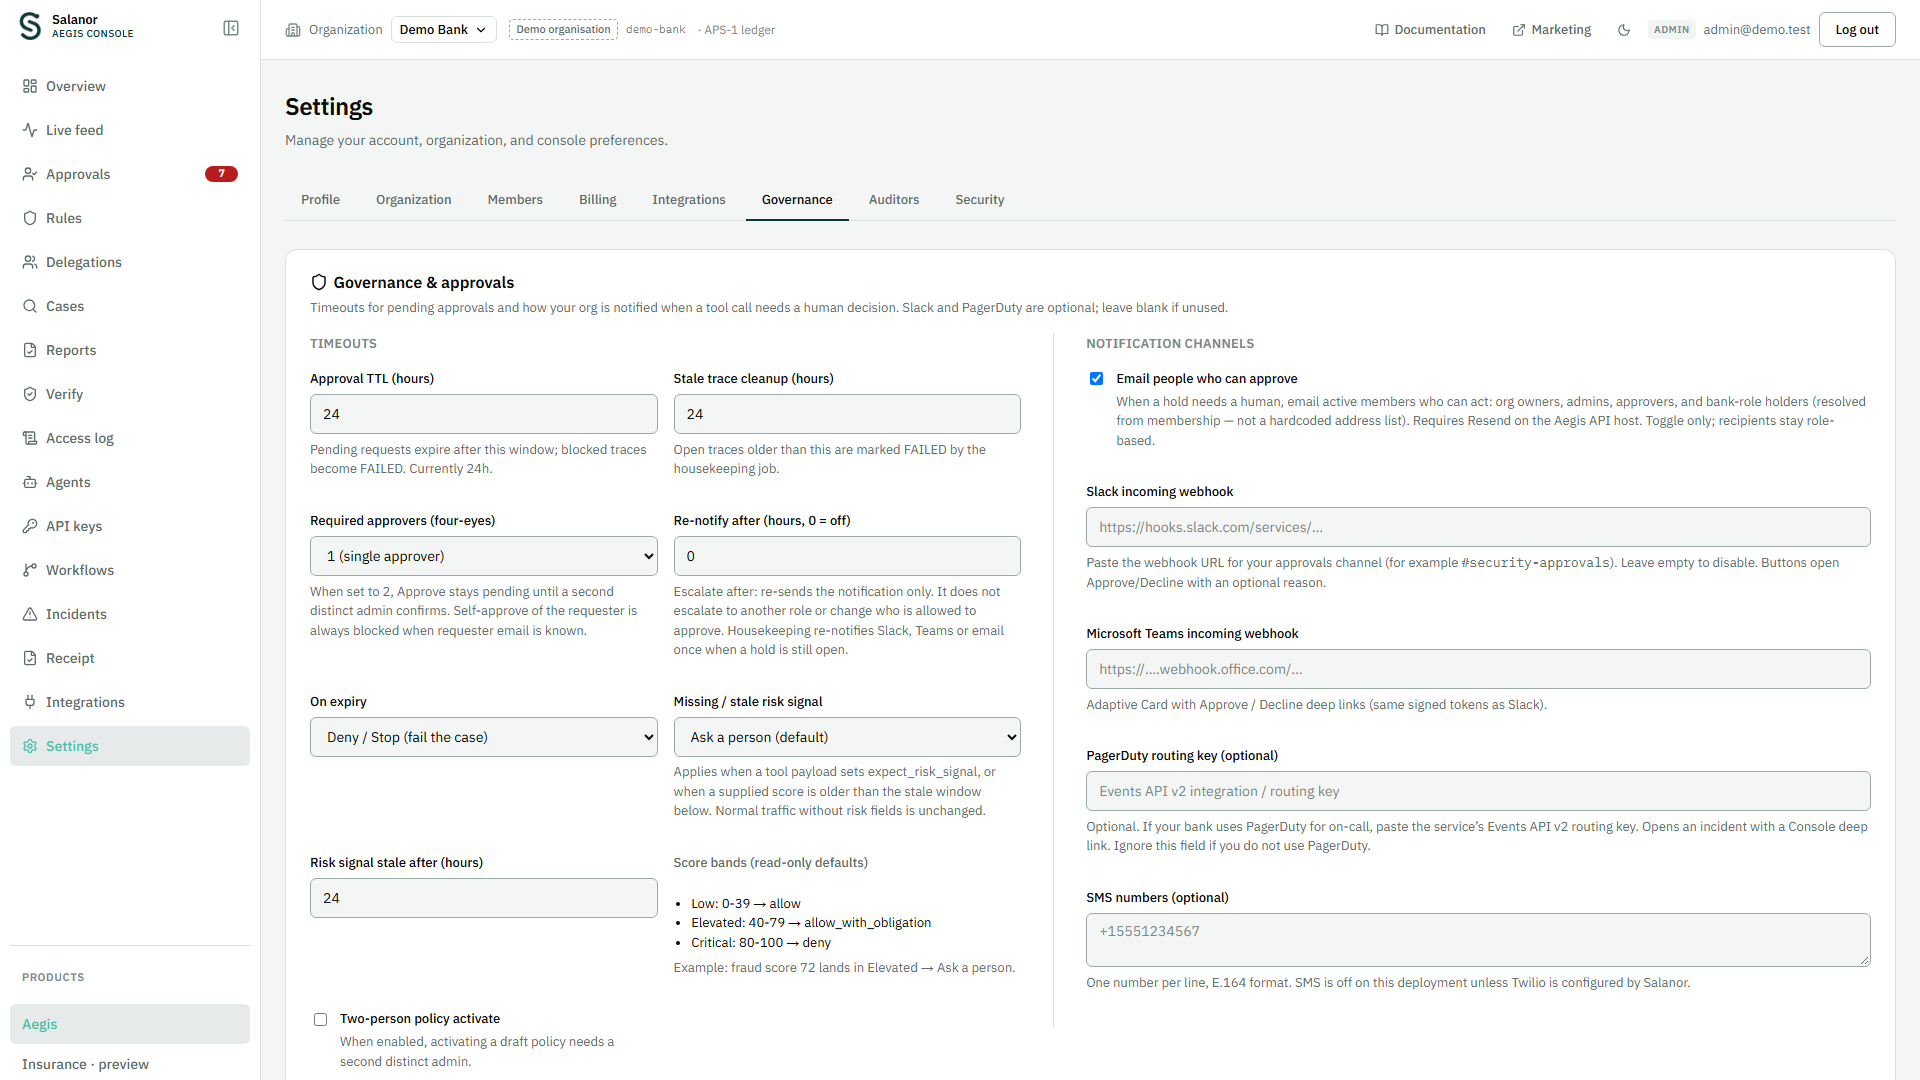 Salanor
AEGIS CONSOLE
Overview
Live feed
Approvals
7
Rules
Delegations
Cases
Reports
Verify
Access log
Agents
API keys
Workflows
Incidents
Receipt
Integrations
Settings
PRODUCTS
Aegis
Insurance · preview
Organization
Demo Bank
Demo organisation
demo-bank
· APS-1 ledger
Documentation
Marketing
ADMIN
admin@demo.test
Log out
Settings
Manage your account, organization, and console preferences.
Profile
Organization
Members
Billing
Integrations
Governance
Auditors
Security
Governance & approvals
Timeouts for pending approvals and how your org is notified when a tool call needs a human decision. Slack and PagerDuty are optional; leave blank if unused.
TIMEOUTS
Approval TTL (hours)
24
Pending requests expire after this window; blocked traces
become FAILED. Currently 24h.
Stale trace cleanup (hours)
24
Open traces older than this are marked FAILED by the
housekeeping job.
Required approvers (four-eyes)
1 (single approver)
When set to 2, Approve stays pending until a second
distinct admin confirms. Self-approve of the requester is
always blocked when requester email is known.
Re-notify after (hours, 0 = off)
0
Escalate after: re-sends the notification only. It does not
escalate to another role or change who is allowed to
approve. Housekeeping re-notifies Slack, Teams or email
once when a hold is still open.
On expiry
Deny / Stop (fail the case)
Missing / stale risk signal
Ask a person (default)
Applies when a tool payload sets expect_risk_signal, or
when a supplied score is older than the stale window
below. Normal traffic without risk fields is unchanged.
Risk signal stale after (hours)
24
Score bands (read-only defaults)
• Low: 0-39 → allow
• Elevated: 40-79 → allow_with_obligation
• Critical: 80-100 → deny
Example: fraud score 72 lands in Elevated → Ask a person.
Two-person policy activate
When enabled, activating a draft policy needs a
second distinct admin.
NOTIFICATION CHANNELS
Email people who can approve
When a hold needs a human, email active members who can act: org owners, admins, approvers, and bank-role holders (resolved
from membership — not a hardcoded address list). Requires Resend on the Aegis API host. Toggle only; recipients stay role-
based.
Slack incoming webhook
https://hooks.slack.com/services/...
Paste the webhook URL for your approvals channel (for example #security-approvals). Leave empty to disable. Buttons open
Approve/Decline with an optional reason.
Microsoft Teams incoming webhook
https://....webhook.office.com/...
Adaptive Card with Approve / Decline deep links (same signed tokens as Slack).
PagerDuty routing key (optional)
Events API v2 integration / routing key
Optional. If your bank uses PagerDuty for on-call, paste the service's Events API v2 routing key. Opens an incident with a Console deep
link. Ignore this field if you do not use PagerDuty.
SMS numbers (optional)
+15551234567
One number per line, E.164 format. SMS is off on this deployment unless Twilio is configured by Salanor.